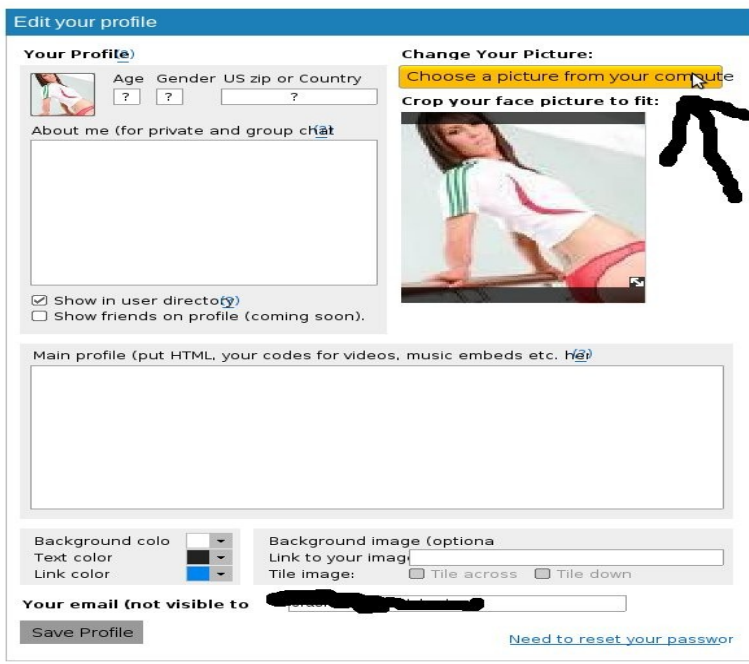 Edit your profile
Your Profile(?)
Age Gender US zip or Country
? ? ?
About me (for private and group chat(?)
Show in user directory(?)
Show friends on profile (coming soon).
Change Your Picture:
Choose a picture from your compute
Crop your face picture to fit:
Main profile (put HTML, your codes for videos, music embeds etc. her(?)
Background colo
Text color
Link color
Background image (optiona
Link to your imag
Tile image: Tile across Tile down
Your email (not visible to
Save Profile
Need to reset your passwor